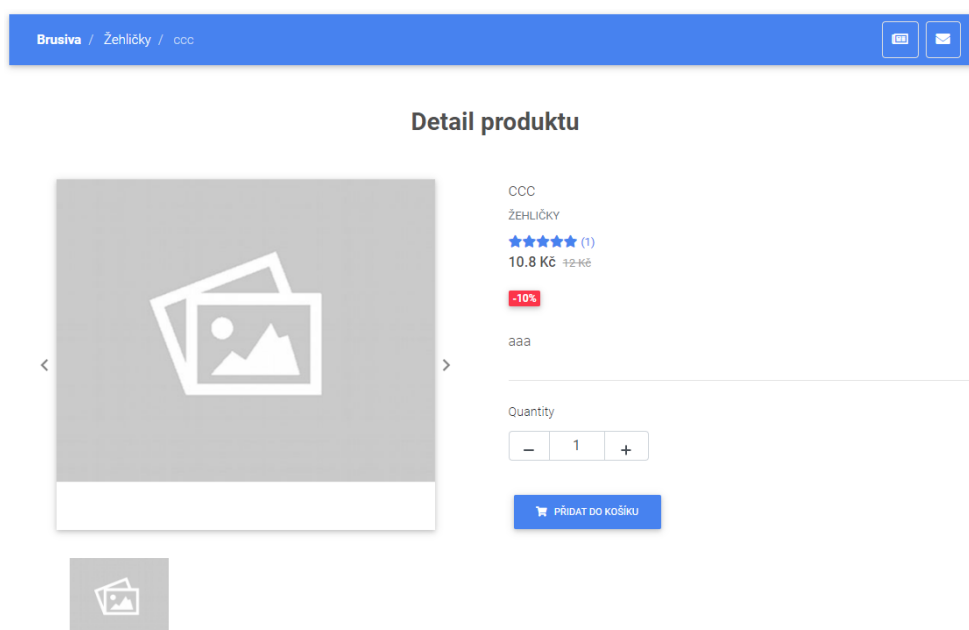 Brusiva / Žehličky / ccc
Detail produktu
CCC
ŽEHLIČKY
(1)
10.8 Kč 12 Kč
-10%
aaa
Quantity
1
PŘIDAT DO KOŠÍKU